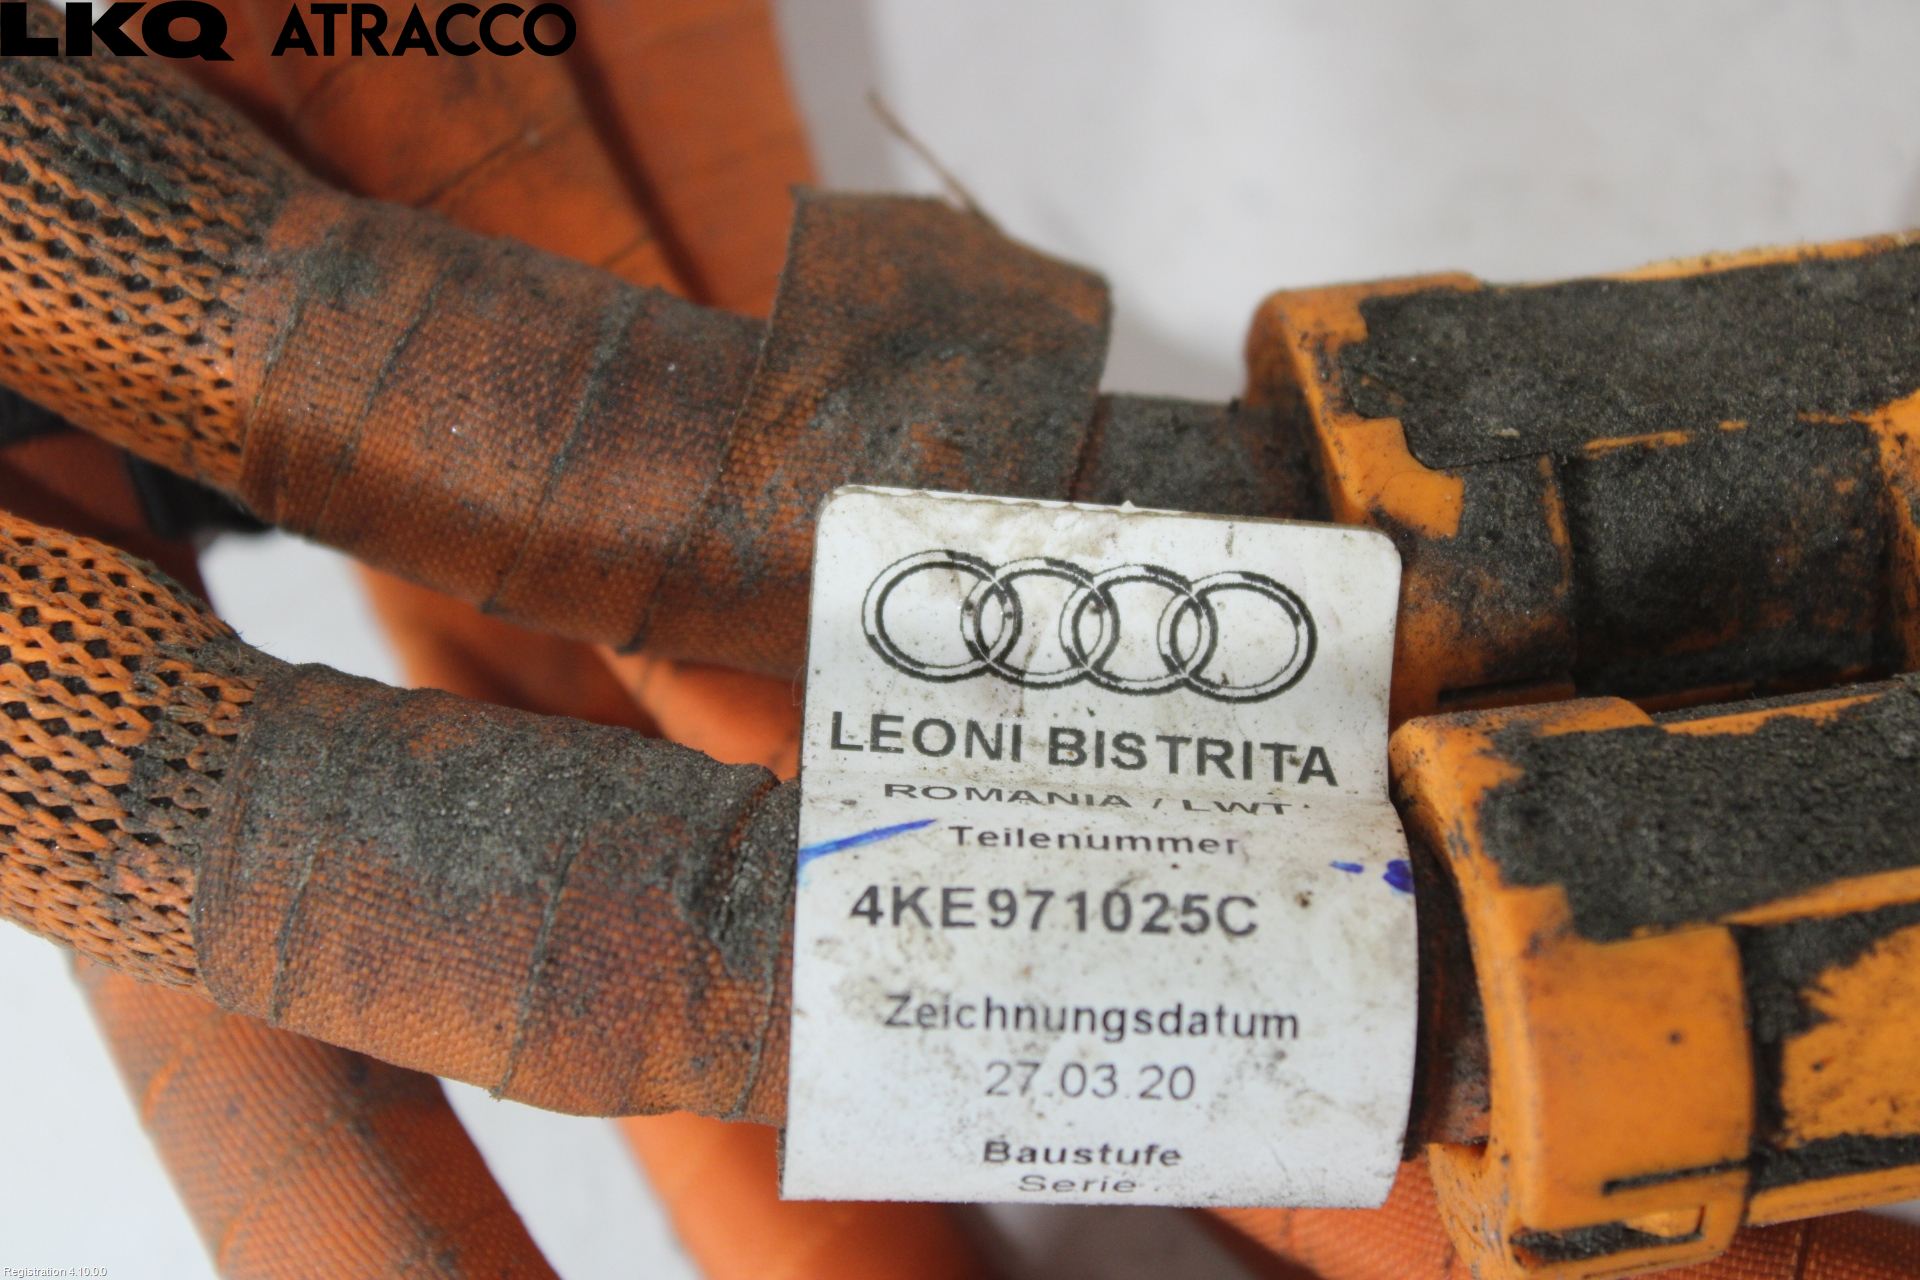 LKQ ATRACCO
LEONI BISTRITA
ROMANIA / LWT
Teilenummer
4KE971025C
Zeichnungsdatum
27.03.20
Baustufe
Serie
Registration 4.10.0.0